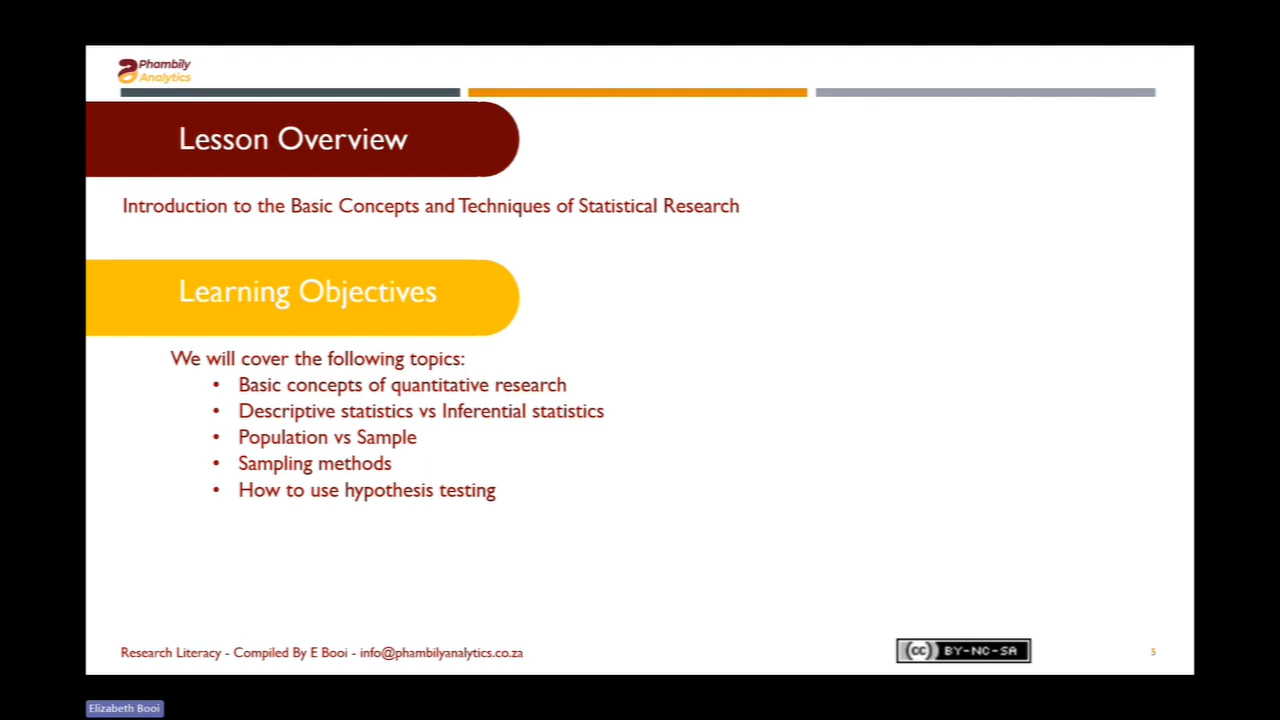 Phambily
Analytics
Lesson Overview
Introduction to the Basic Concepts and Techniques of Statistical Research
Learning Objectives
We will cover the following topics:
• Basic concepts of quantitative research
• Descriptive statistics vs Inferential statistics
• Population vs Sample
• Sampling methods
• How to use hypothesis testing
Research Literacy - Compiled By E Booi - info@phambilyanalytics.co.za
(cc) BY-NC-SA
5
Elizabeth Booi